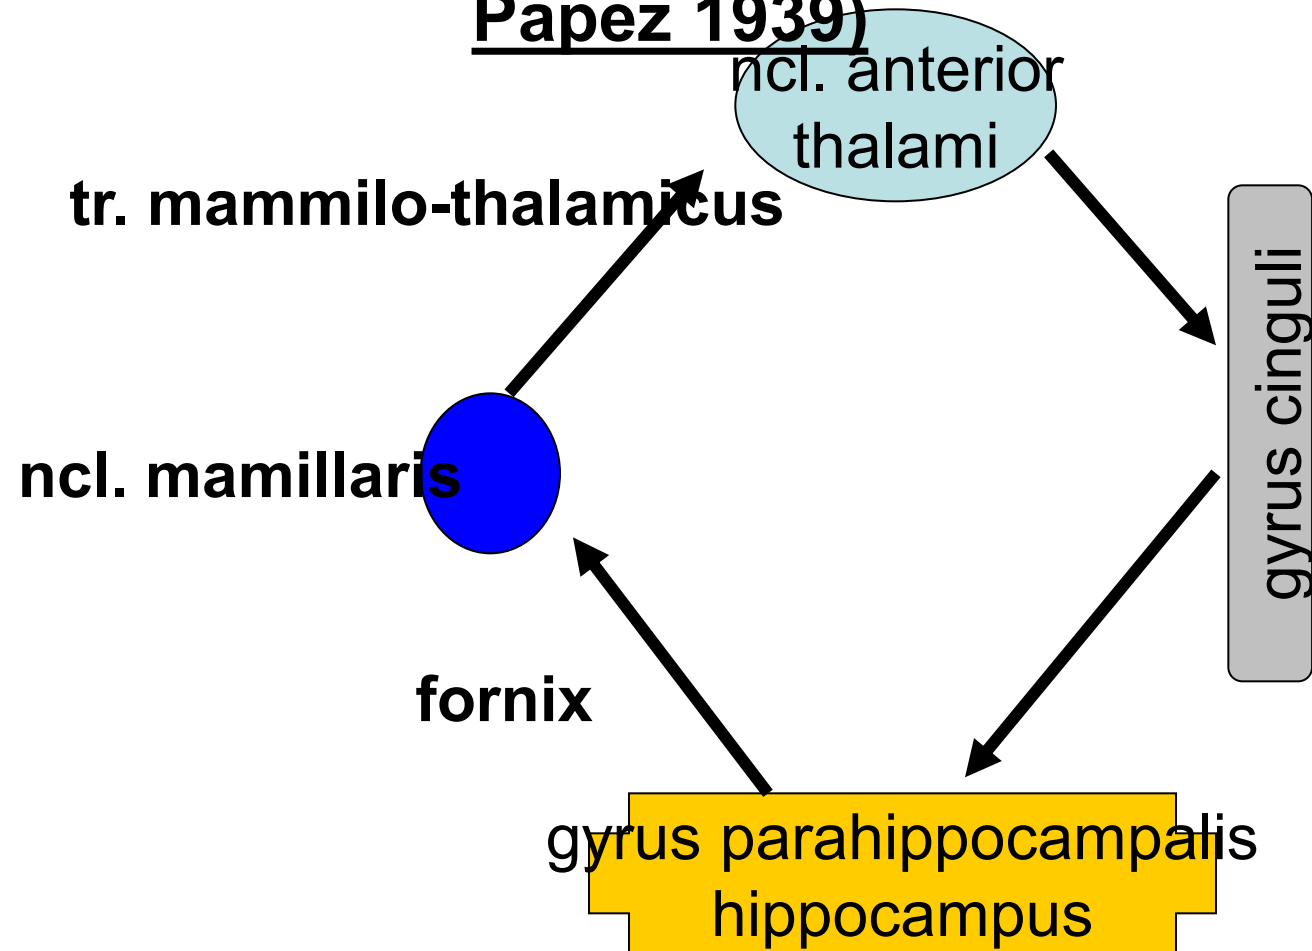 Papez 1939)
ncl. anterior
thalami
tr. mammilo-thalamicus
gyrus cinguli
ncl. mamillaris
fornix
gyrus parahippocampalis
hippocampus